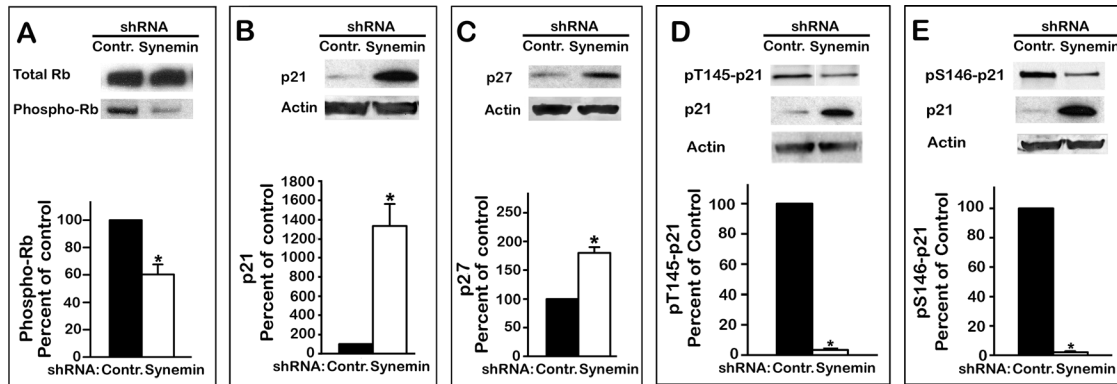 A
shRNA
Contr. Synemin
Total Rb
Phospho-Rb
Phospho-Rb
Percent of control
100
80
60
40
20
0
*
shRNA: Contr. Synemin
B
shRNA
Contr. Synemin
p21
Actin
p21
Percent of control
1800
1600
1400
1200
1000
800
600
400
200
0
*
shRNA: Contr. Synemin
C
shRNA
Contr. Synemin
p27
Actin
p27
Percent of control
250
200
150
100
50
0
*
shRNA: Contr. Synemin
D
shRNA
Contr. Synemin
pT145-p21
p21
Actin
pT145-p21
Percent of Control
100
80
60
40
20
0
*
shRNA: Contr. Synemin
E
shRNA
Contr. Synemin
pS146-p21
p21
Actin
pS146-p21
Percent of Control
100
80
60
40
20
0
*
shRNA: Contr. Synemin